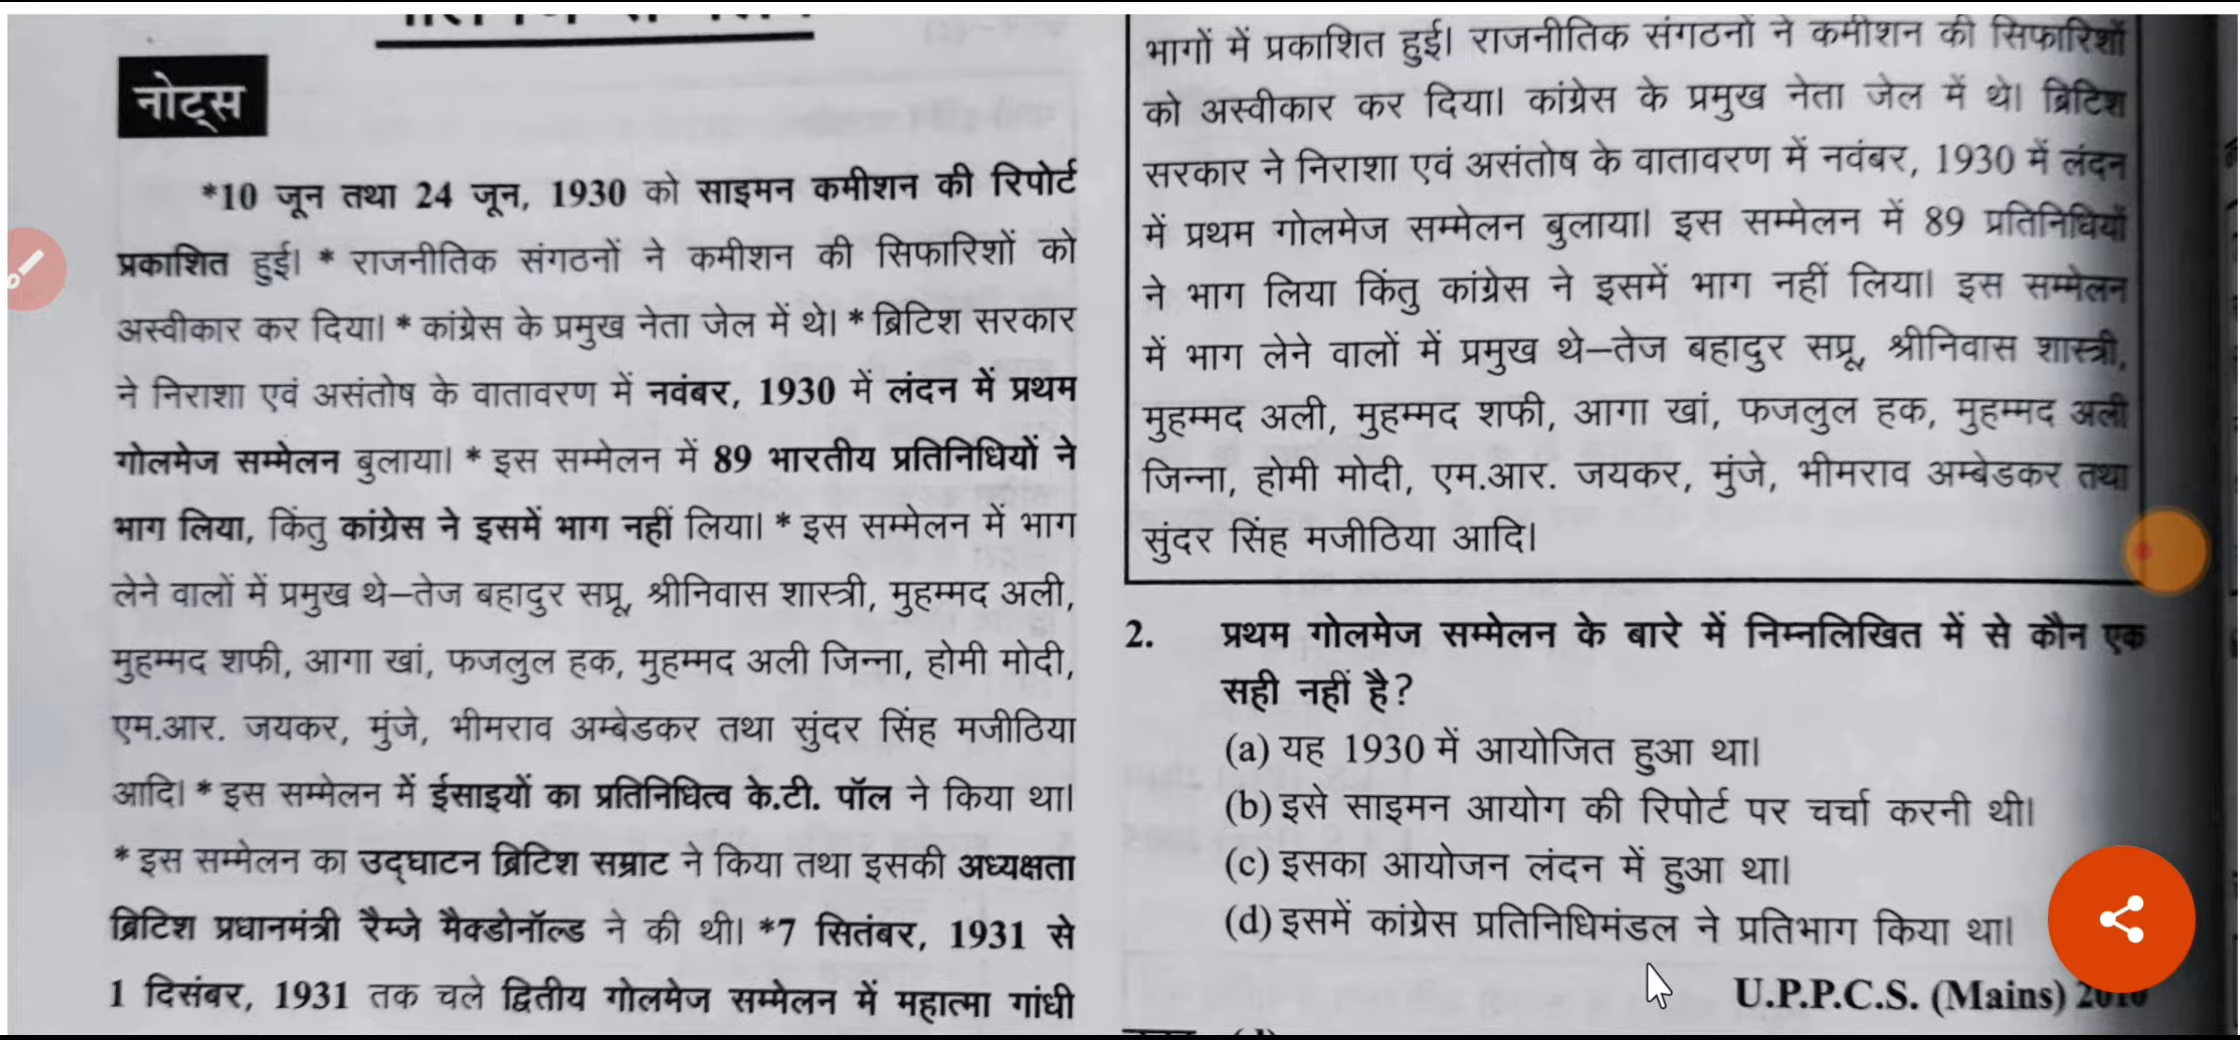 नोट्स
*10 जून तथा 24 जून, 1930 को साइमन कमीशन की रिपोर्ट
प्रकाशित हुई। * राजनीतिक संगठनों ने कमीशन की सिफारिशों को
अस्वीकार कर दिया। * कांग्रेस के प्रमुख नेता जेल में थे। * ब्रिटिश सरकार
ने निराशा एवं असंतोष के वातावरण में नवंबर, 1930 में लंदन में प्रथम
गोलमेज सम्मेलन बुलाया। * इस सम्मेलन में 89 भारतीय प्रतिनिधियों ने
भाग लिया, किंतु कांग्रेस ने इसमें भाग नहीं लिया। * इस सम्मेलन में भाग
लेने वालों में प्रमुख थे–तेज बहादुर सप्रू, श्रीनिवास शास्त्री, मुहम्मद अली,
मुहम्मद शफी, आगा खां, फजलुल हक, मुहम्मद अली जिन्ना, होमी मोदी,
एम.आर. जयकर, मुंजे, भीमराव अम्बेडकर तथा सुंदर सिंह मजीठिया
आदि। * इस सम्मेलन में ईसाइयों का प्रतिनिधित्व के.टी. पॉल ने किया था।
* इस सम्मेलन का उद्घाटन ब्रिटिश सम्राट ने किया तथा इसकी अध्यक्षता
ब्रिटिश प्रधानमंत्री रैम्जे मैक्डोनॉल्ड ने की थी। *7 सितंबर, 1931 से
1 दिसंबर, 1931 तक चले द्वितीय गोलमेज सम्मेलन में महात्मा गांधी
भागों में प्रकाशित हुई। राजनीतिक संगठनों ने कमीशन की सिफारिशों
को अस्वीकार कर दिया। कांग्रेस के प्रमुख नेता जेल में थे। ब्रिटिश
सरकार ने निराशा एवं असंतोष के वातावरण में नवंबर, 1930 में लंदन
में प्रथम गोलमेज सम्मेलन बुलाया। इस सम्मेलन में 89 प्रतिनिधियों
ने भाग लिया किंतु कांग्रेस ने इसमें भाग नहीं लिया। इस सम्मेलन
में भाग लेने वालों में प्रमुख थे–तेज बहादुर सप्रू, श्रीनिवास शास्त्री,
मुहम्मद अली, मुहम्मद शफी, आगा खां, फजलुल हक, मुहम्मद अली
जिन्ना, होमी मोदी, एम.आर. जयकर, मुंजे, भीमराव अम्बेडकर तथा
सुंदर सिंह मजीठिया आदि।
2. प्रथम गोलमेज सम्मेलन के बारे में निम्नलिखित में से कौन एक
सही नहीं है?
(a) यह 1930 में आयोजित हुआ था।
(b) इसे साइमन आयोग की रिपोर्ट पर चर्चा करनी थी।
(c) इसका आयोजन लंदन में हुआ था।
(d) इसमें कांग्रेस प्रतिनिधिमंडल ने प्रतिभाग किया था।
U.P.P.C.S. (Mains) 2010